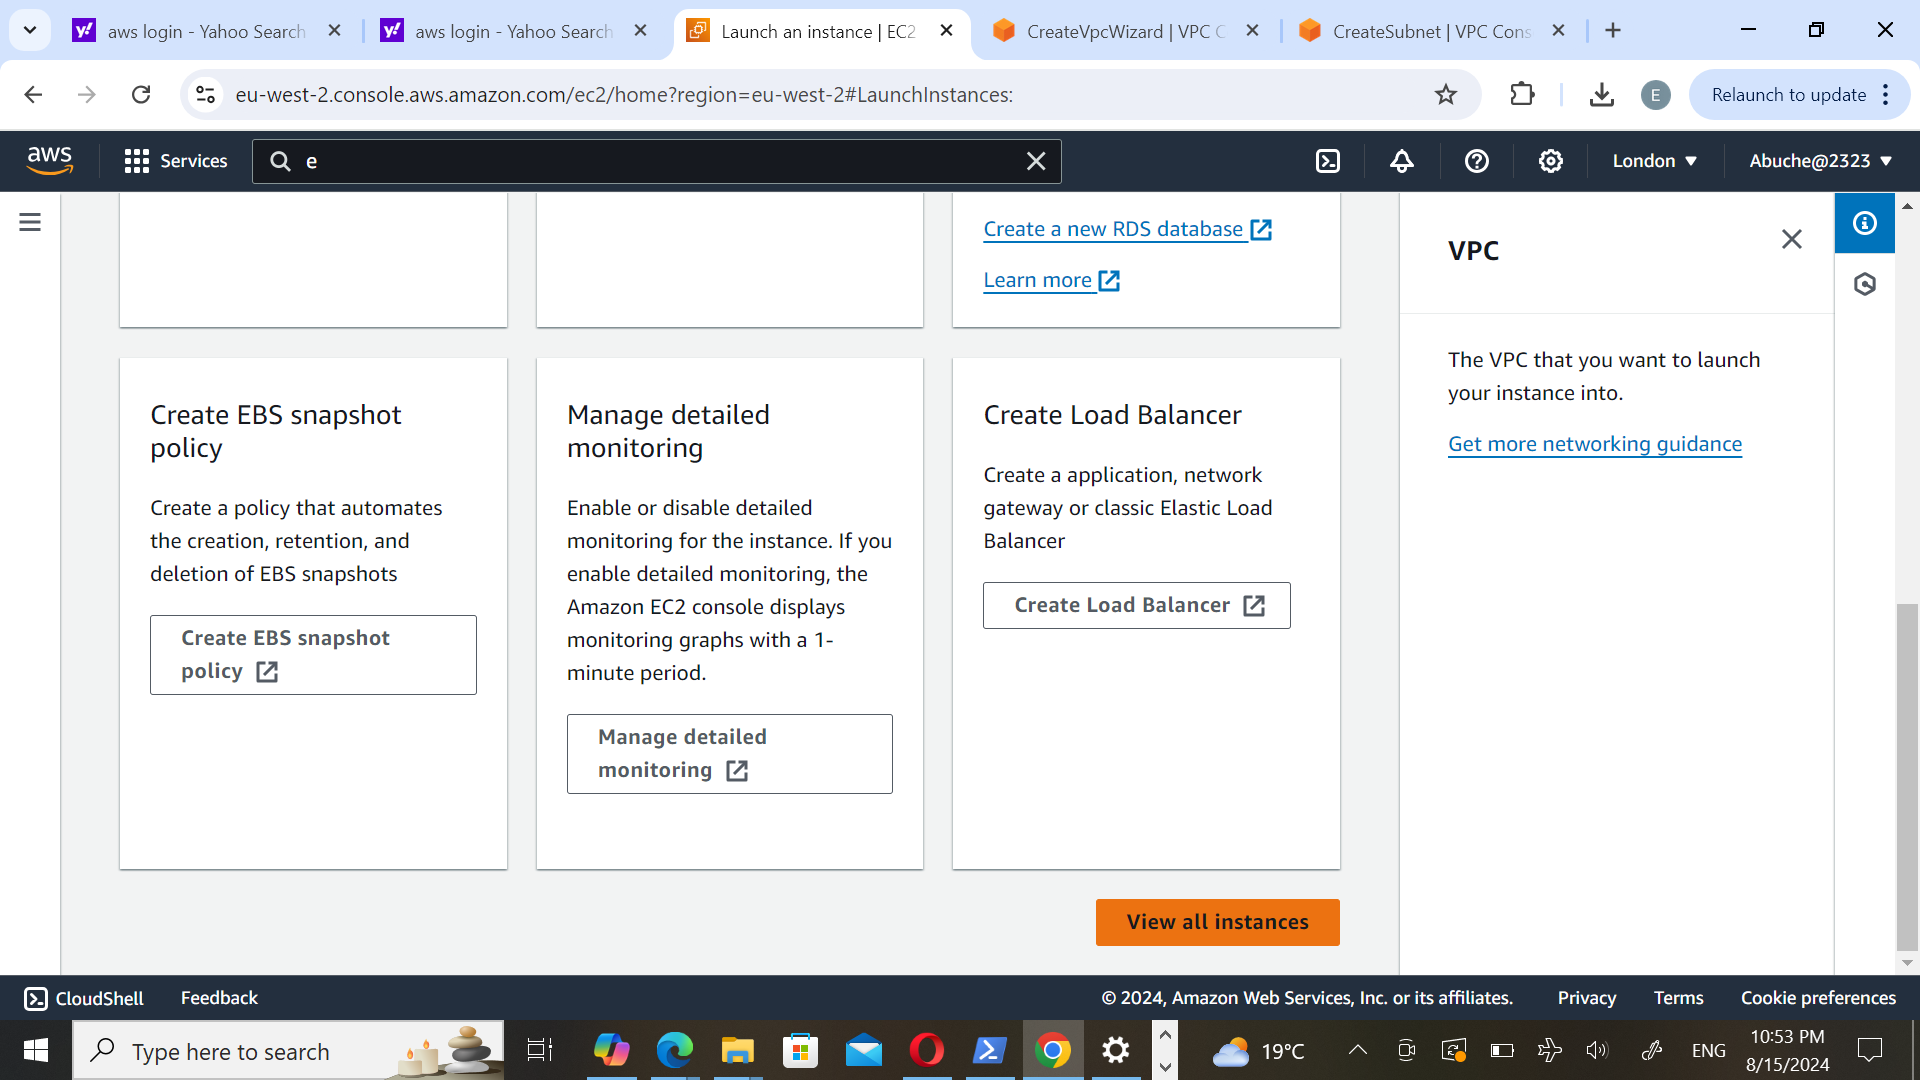 aws login - Yahoo Search
aws login - Yahoo Search
Launch an instance | EC2
CreateVpcWizard | VPC C
CreateSubnet | VPC Cons
eu-west-2.console.aws.amazon.com/ec2/home?region=eu-west-2#LaunchInstances:
E
Relaunch to update
aws
Services
e
London
Abuche@2323
Create a new RDS database
Learn more
Create EBS snapshot
policy
Create a policy that automates
the creation, retention, and
deletion of EBS snapshots
Create EBS snapshot
policy
Manage detailed
monitoring
Enable or disable detailed
monitoring for the instance. If you
enable detailed monitoring, the
Amazon EC2 console displays
monitoring graphs with a 1-
minute period.
Manage detailed
monitoring
Create Load Balancer
Create a application, network
gateway or classic Elastic Load
Balancer
Create Load Balancer
View all instances
VPC
The VPC that you want to launch
your instance into.
Get more networking guidance
CloudShell
Feedback
© 2024, Amazon Web Services, Inc. or its affiliates.
Privacy
Terms
Cookie preferences
Type here to search
19°C
ENG
10:53 PM
8/15/2024